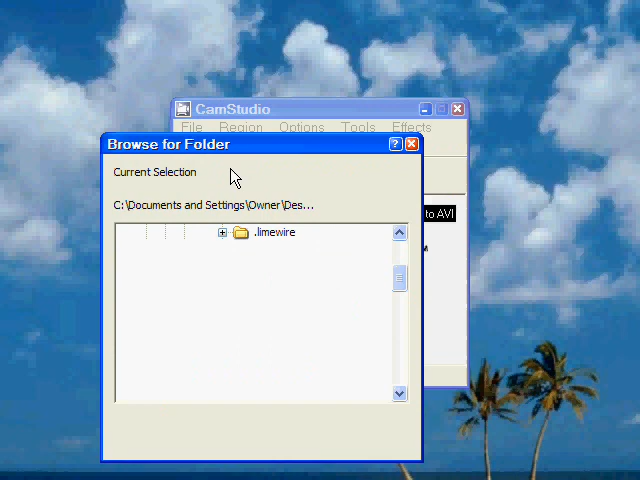 CamStudio
File Region Options Tools Effects
Browse for Folder
Current Selection
C:\Documents and Settings\Owner\Des...
to AVI
.limewire